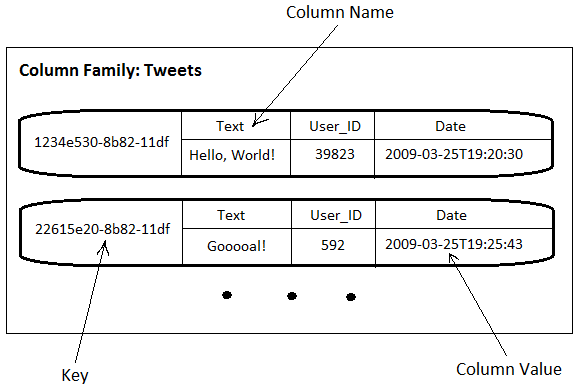 Column Name
Column Family: Tweets
1234e530-8b82-11df
Text User_ID Date
Hello, World! 39823 2009-03-25T19:20:30
22615e20-8b82-11df
Text User_ID Date
Gooooal! 592 2009-03-25T19:25:43
Key
Column Value